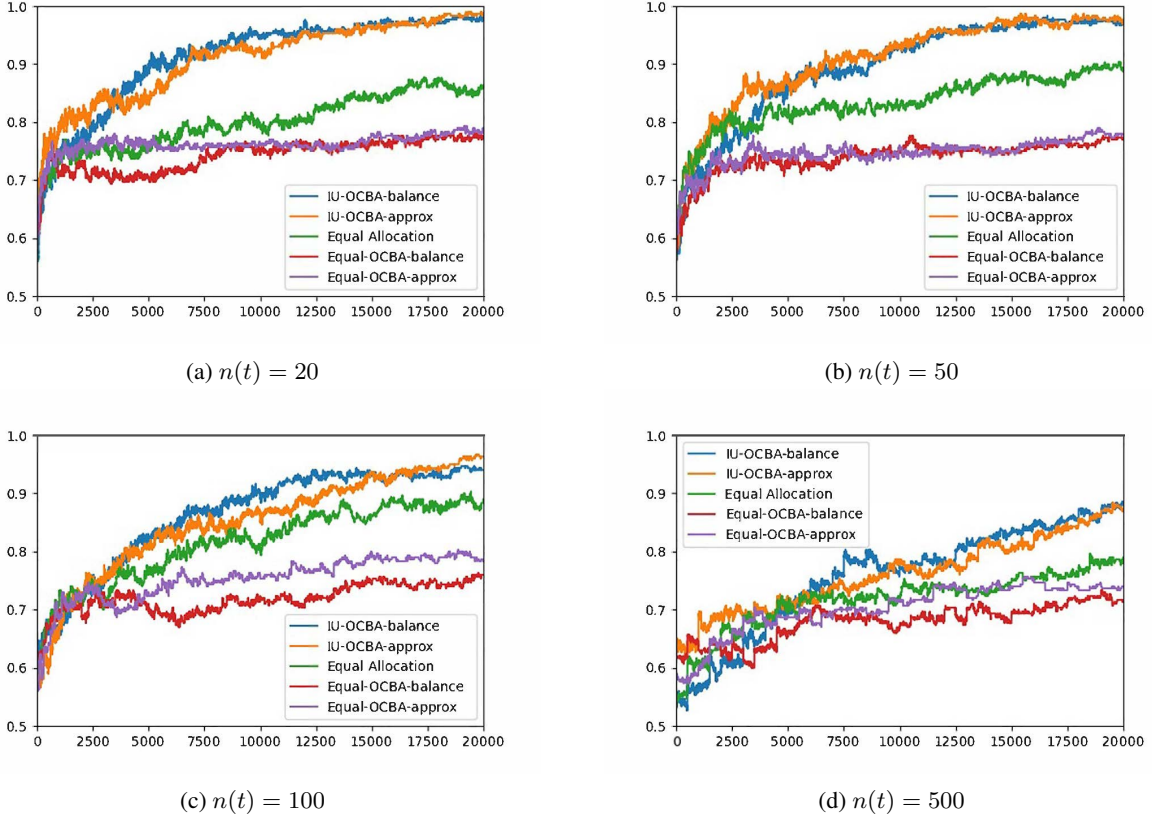 1.0
0.9
0.8
0.7
0.6
0.5
0 2500 5000 7500 10000 12500 15000 17500 20000
IU-OCBA-balance
IU-OCBA-approx
Equal Allocation
Equal-OCBA-balance
Equal-OCBA-approx
(a) n(t) = 20
1.0
0.9
0.8
0.7
0.6
0.5
0 2500 5000 7500 10000 12500 15000 17500 20000
IU-OCBA-balance
IU-OCBA-approx
Equal Allocation
Equal-OCBA-balance
Equal-OCBA-approx
(b) n(t) = 50
1.0
0.9
0.8
0.7
0.6
0.5
0 2500 5000 7500 10000 12500 15000 17500 20000
IU-OCBA-balance
IU-OCBA-approx
Equal Allocation
Equal-OCBA-balance
Equal-OCBA-approx
(c) n(t) = 100
1.0
0.9
0.8
0.7
0.6
0.5
0 2500 5000 7500 10000 12500 15000 17500 20000
IU-OCBA-balance
IU-OCBA-approx
Equal Allocation
Equal-OCBA-balance
Equal-OCBA-approx
(d) n(t) = 500